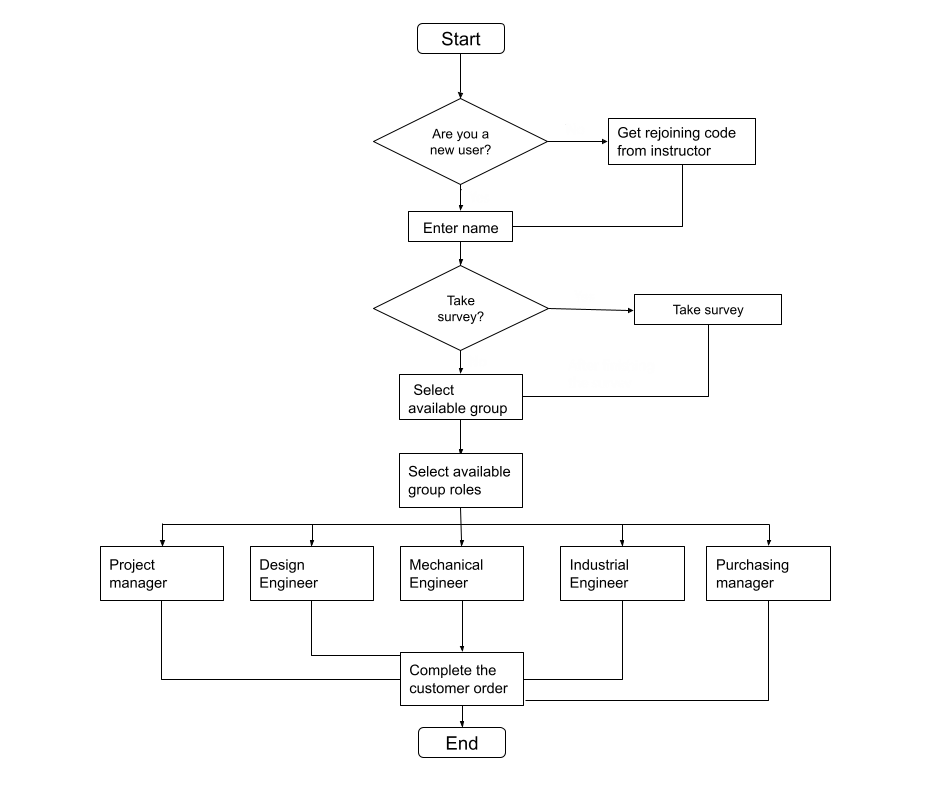 Start
Are you a
new user?
Get rejoining code
from instructor
Enter name
Take
survey?
Take survey
Select
available group
Select available
group roles
Project
manager
Design
Engineer
Mechanical
Engineer
Industrial
Engineer
Purchasing
manager
Complete the
customer order
End